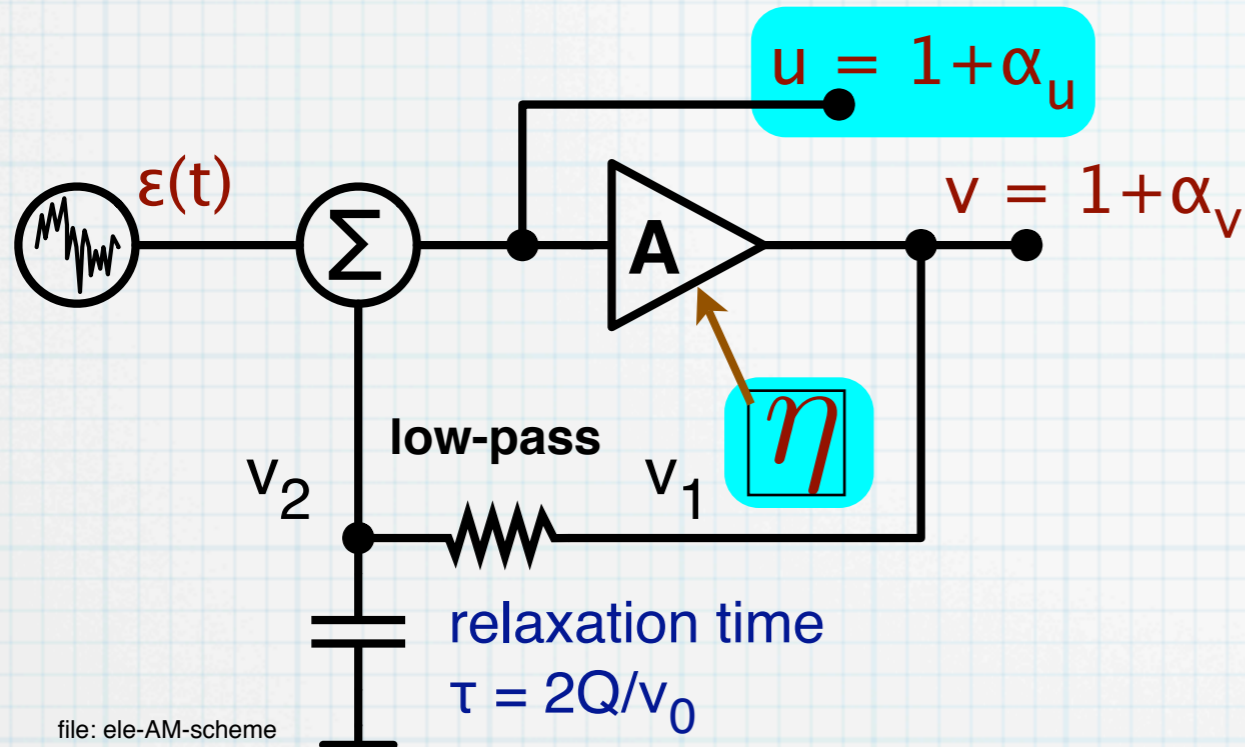 u = 1+αᵤ
ε(t)
Σ
A
v = 1+αᵥ
η
low-pass
v₂
v₁
relaxation time
τ = 2Q/v₀
file: ele-AM-scheme